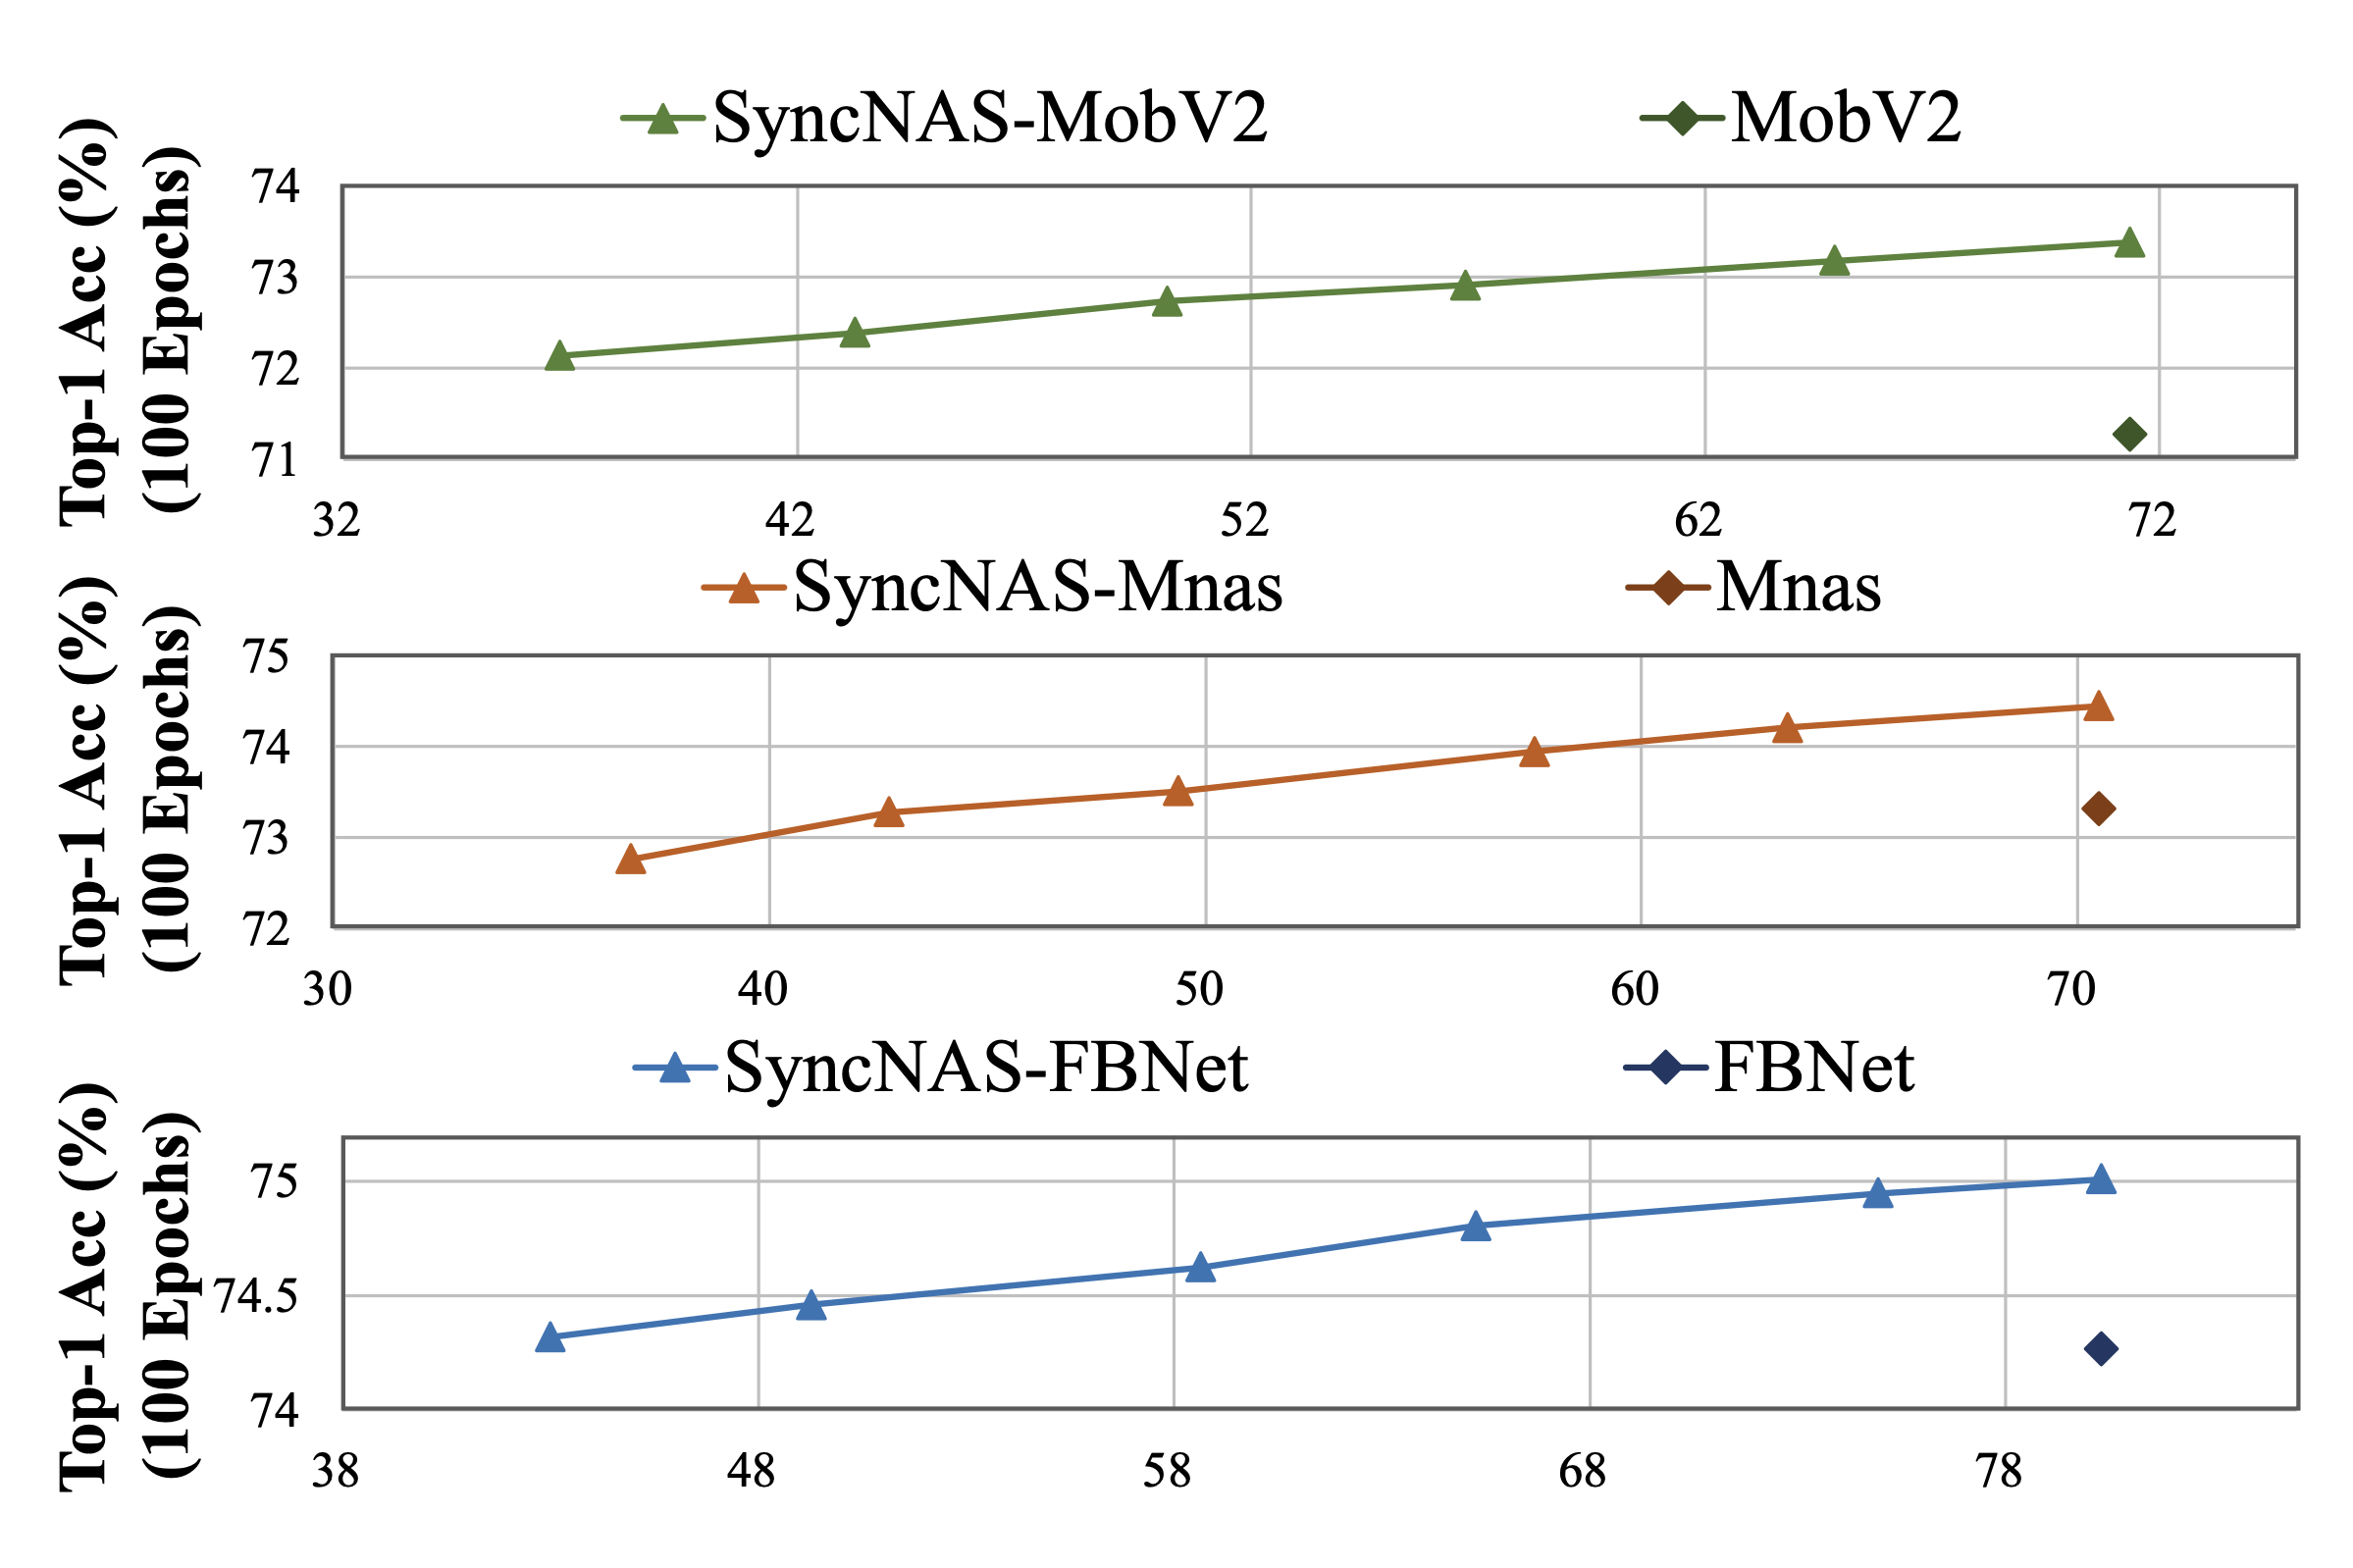 SyncNAS-MobV2 MobV2
Top-1 Acc (%)
(100 Epochs)
74
73
72
71
32 42 52 62 72
SyncNAS-Mnas Mnas
Top-1 Acc (%)
(100 Epochs)
75
74
73
72
30 40 50 60 70
SyncNAS-FBNet FBNet
Top-1 Acc (%)
(100 Epochs)
75
74.5
74
38 48 58 68 78